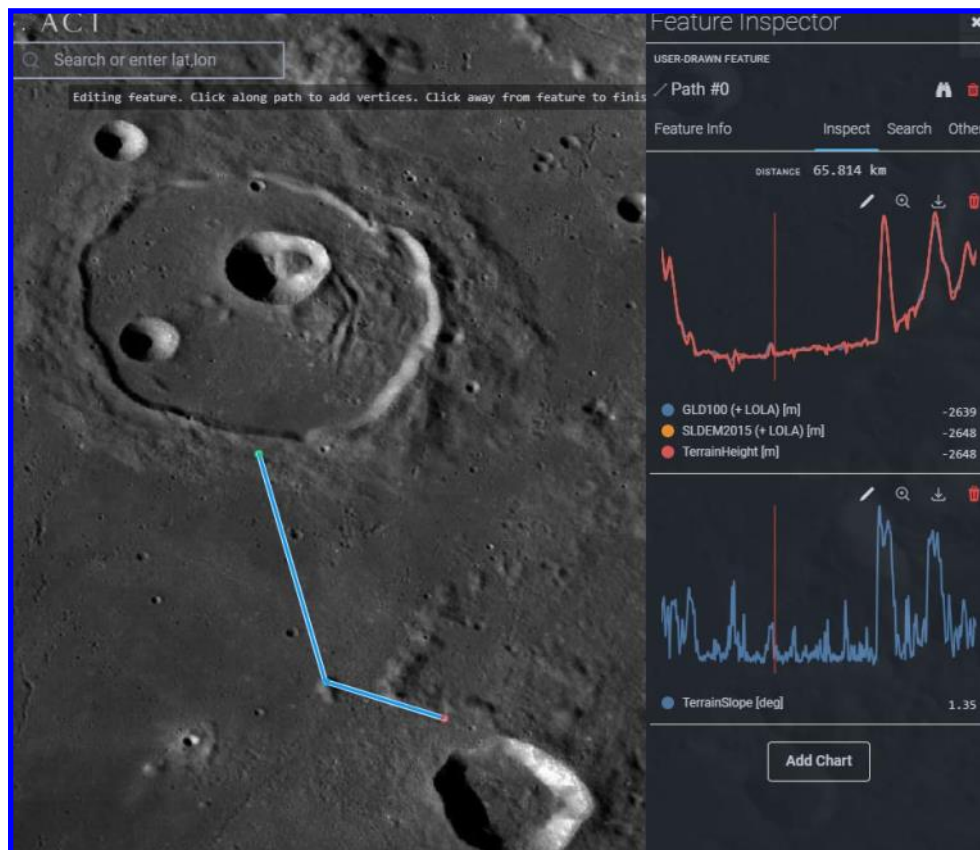 ACT
Feature Inspector
Search or enter lat,lon
USER-DRAWN FEATURE
Editing feature. Click along path to add vertices. Click away from feature to finis
Path #0
Feature Info Inspect Search Other
DISTANCE 65.814 km
GLD100 (+ LOLA) [m] -2639
SLDEM2015 (+ LOLA) [m] -2648
TerrainHeight [m] -2648
TerrainSlope [deg] 1.35
Add Chart